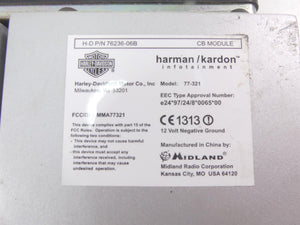 H-D P/N 76236-06B
CB MODULE
HARLEY-DAVIDSON
harman/kardon™
infotainment
Harley-Davidson Motor Co., Inc
Milwaukee, WI 53201
Model: 77-321
EEC Type Approval Number:
e24*97/24/8*0065*00
FCC ID: MMA77321
This device complies with part 15 of the
FCC Rules. Operation is subject to the
following two conditions:
- This device may not cause harmful
interference, and
- this device must accept any
interference received, including
interference that may cause
undesired operation.
CE1313
12 Volt Negative Ground
Manufactured in China by:
MIDLAND
Midland Radio Corporation
Kansas City, MO USA 64120